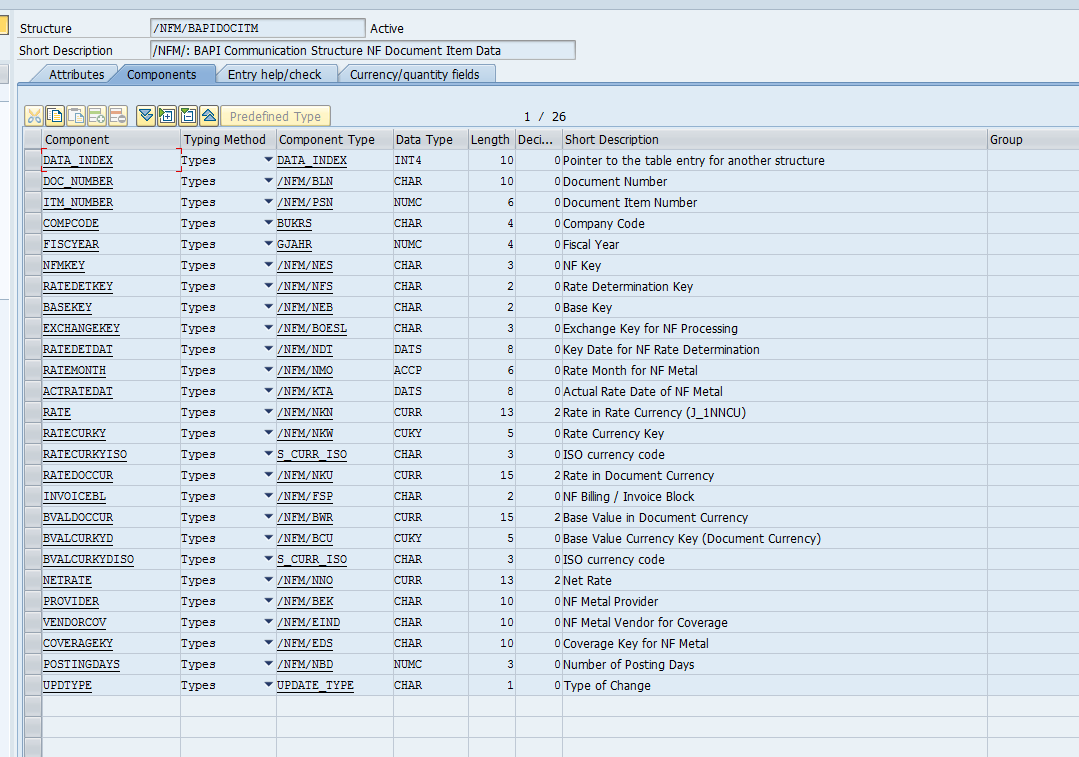 Structure /NFM/BAPIDOCITM Active
Short Description /NFM/: BAPI Communication Structure NF Document Item Data
Attributes Components Entry help/check Currency/quantity fields
Predefined Type 1 / 26
Component Typing Method Component Type Data Type Length Deci... Short Description Group
DATA_INDEX Types DATA_INDEX INT4 10 0 Pointer to the table entry for another structure
DOC_NUMBER Types /NFM/BLN CHAR 10 0 Document Number
ITM_NUMBER Types /NFM/PSN NUMC 6 0 Document Item Number
COMPCODE Types BUKRS CHAR 4 0 Company Code
FISCYEAR Types GJAHR NUMC 4 0 Fiscal Year
NFMKEY Types /NFM/NES CHAR 3 0 NF Key
RATEDETKEY Types /NFM/NFS CHAR 2 0 Rate Determination Key
BASEKEY Types /NFM/NEB CHAR 2 0 Base Key
EXCHANGEKEY Types /NFM/BOESL CHAR 3 0 Exchange Key for NF Processing
RATEDETDAT Types /NFM/NDT DATS 8 0 Key Date for NF Rate Determination
RATEMONTH Types /NFM/NMO ACCP 6 0 Rate Month for NF Metal
ACTRATEDAT Types /NFM/KTA DATS 8 0 Actual Rate Date of NF Metal
RATE Types /NFM/NKN CURR 13 2 Rate in Rate Currency (J_1NNCU)
RATECURKY Types /NFM/NKW CUKY 5 0 Rate Currency Key
RATECURKYISO Types S_CURR_ISO CHAR 3 0 ISO currency code
RATEDOCCUR Types /NFM/NKU CURR 15 2 Rate in Document Currency
INVOICEBL Types /NFM/FSP CHAR 2 0 NF Billing / Invoice Block
BVALDOCCUR Types /NFM/BWR CURR 15 2 Base Value in Document Currency
BVALCURKYD Types /NFM/BCU CUKY 5 0 Base Value Currency Key (Document Currency)
BVALCURKYDISO Types S_CURR_ISO CHAR 3 0 ISO currency code
NETRATE Types /NFM/NNO CURR 13 2 Net Rate
PROVIDER Types /NFM/BEK CHAR 10 0 NF Metal Provider
VENDORCOV Types /NFM/EIND CHAR 10 0 NF Metal Vendor for Coverage
COVERAGEKY Types /NFM/EDS CHAR 10 0 Coverage Key for NF Metal
POSTINGDAYS Types /NFM/NBD NUMC 3 0 Number of Posting Days
UPDTYPE Types UPDATE_TYPE CHAR 1 0 Type of Change